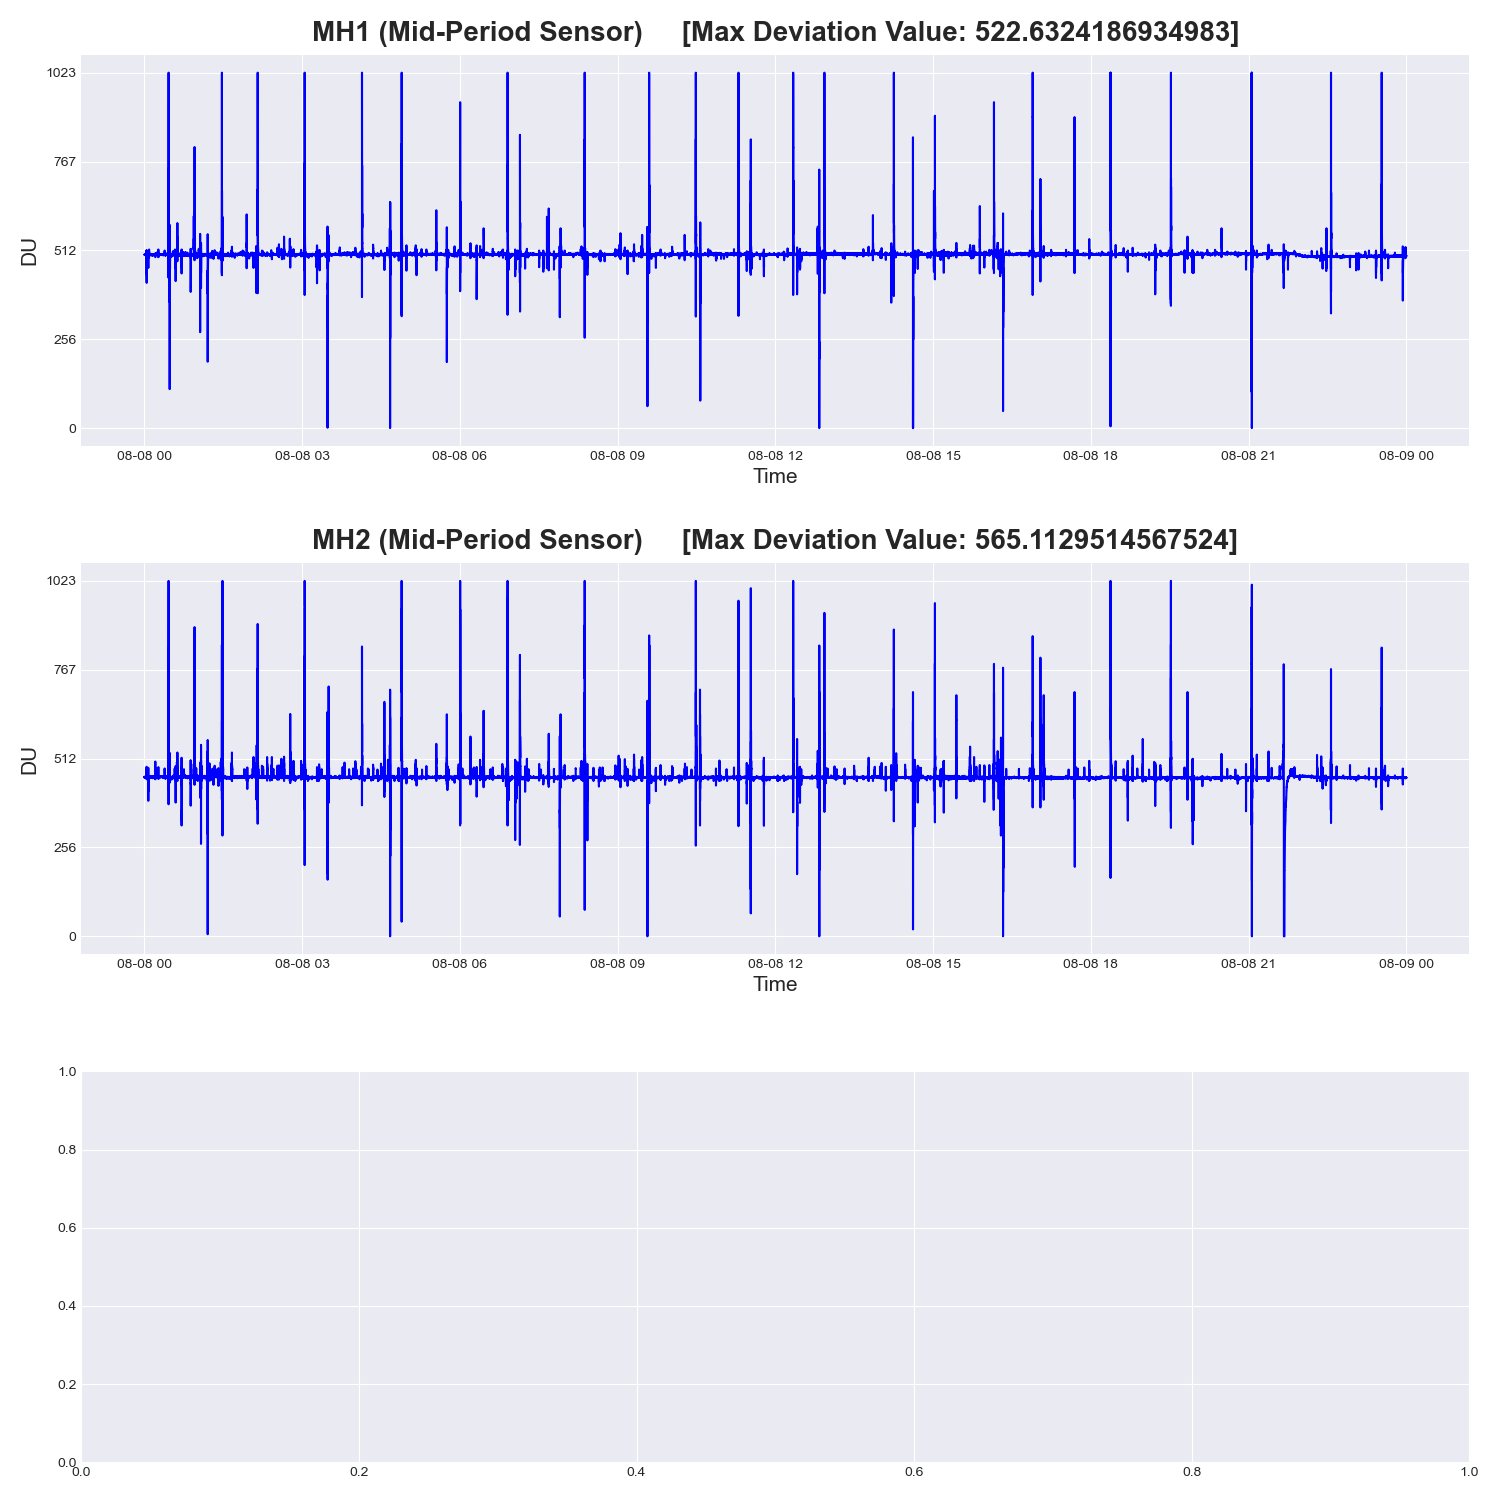 MH1 (Mid-Period Sensor) [Max Deviation Value: 522.6324186934983]
1023
767
512
256
0
DU
08-08 00 08-08 03 08-08 06 08-08 09 08-08 12 08-08 15 08-08 18 08-08 21 08-09 00
Time
MH2 (Mid-Period Sensor) [Max Deviation Value: 565.1129514567524]
1023
767
512
256
0
DU
08-08 00 08-08 03 08-08 06 08-08 09 08-08 12 08-08 15 08-08 18 08-08 21 08-09 00
Time
1.0
0.8
0.6
0.4
0.2
0.0
0.0 0.2 0.4 0.6 0.8 1.0